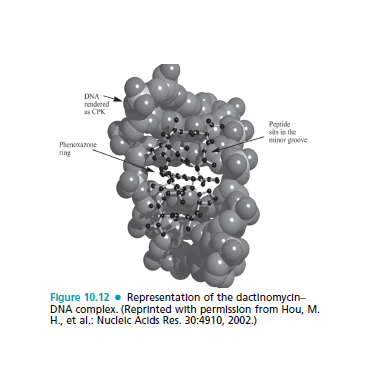 DNA
rendered
as CPK
Peptide
sits in the
minor groove
Phenoxazone
ring
Figure 10.12 • Representation of the dactinomycin–
DNA complex. (Reprinted with permission from Hou, M.
H., et al.: Nucleic Acids Res. 30:4910, 2002.)